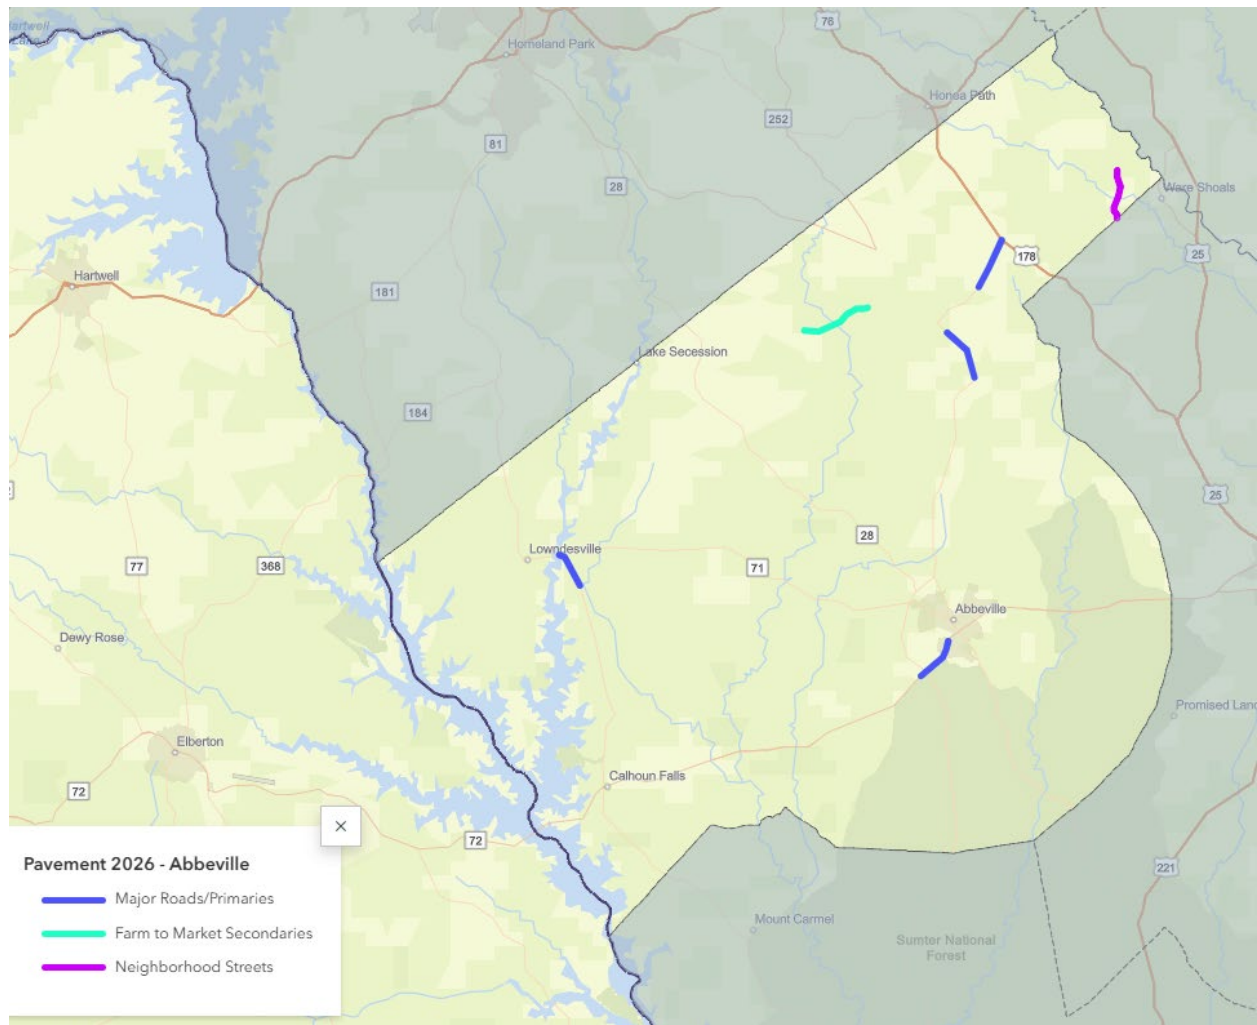 Hartwell
Lake
Homeland Park
76
Honea Path
252
81
28
Ware Shoals
25
178
Hartwell
181
Lake Secession
184
25
28
Lowndesville
77
368
71
Abbeville
Dewy Rose
Promised Land
Elberton
Calhoun Falls
72
72
221
Mount Carmel
Sumter National
Forest
Pavement 2026 - Abbeville
Major Roads/Primaries
Farm to Market Secondaries
Neighborhood Streets